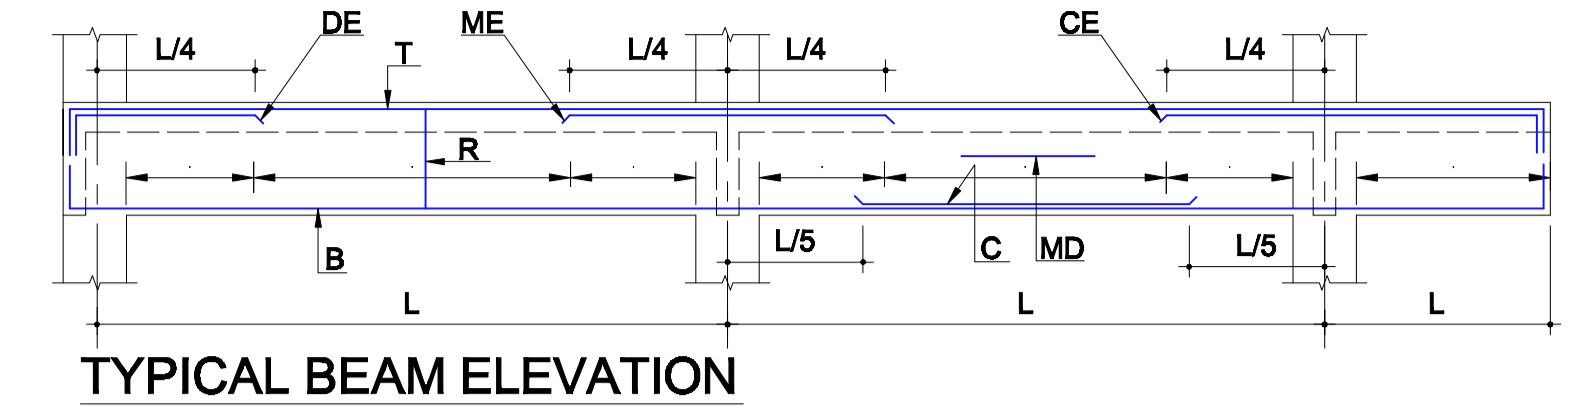 DE ME CE
L/4 T L/4 L/4 L/4
R
B L/5 C MD L/5
L L L
TYPICAL BEAM ELEVATION